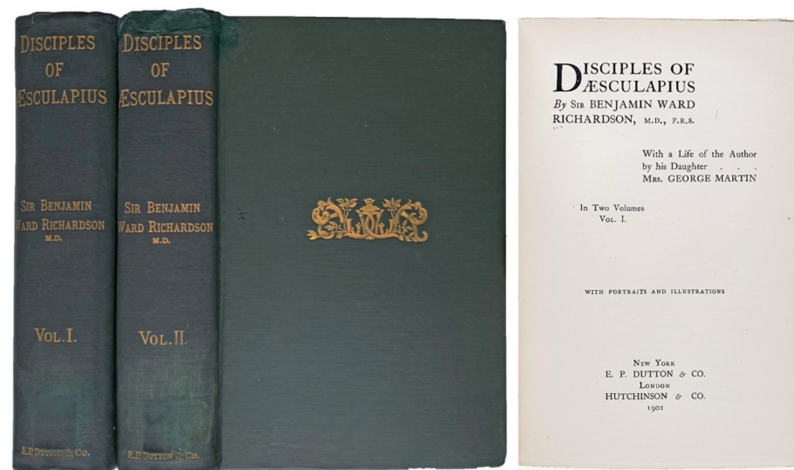 DISCIPLES
OF
ÆSCULAPIUS
SIR BENJAMIN
WARD RICHARDSON
M.D.
VOL. I.
E.P. DUTTON & CO.
DISCIPLES
OF
ÆSCULAPIUS
SIR BENJAMIN
WARD RICHARDSON
M.D.
VOL. II.
E.P. DUTTON & CO.
DISCIPLES OF
ÆSCULAPIUS
By SIR BENJAMIN WARD
RICHARDSON, M.D., F.R.S.
With a Life of the Author
by his Daughter . . .
MRS. GEORGE MARTIN
In Two Volumes
VOL. I.
WITH PORTRAITS AND ILLUSTRATIONS
NEW YORK
E. P. DUTTON & CO.
LONDON
HUTCHINSON & CO.
1901